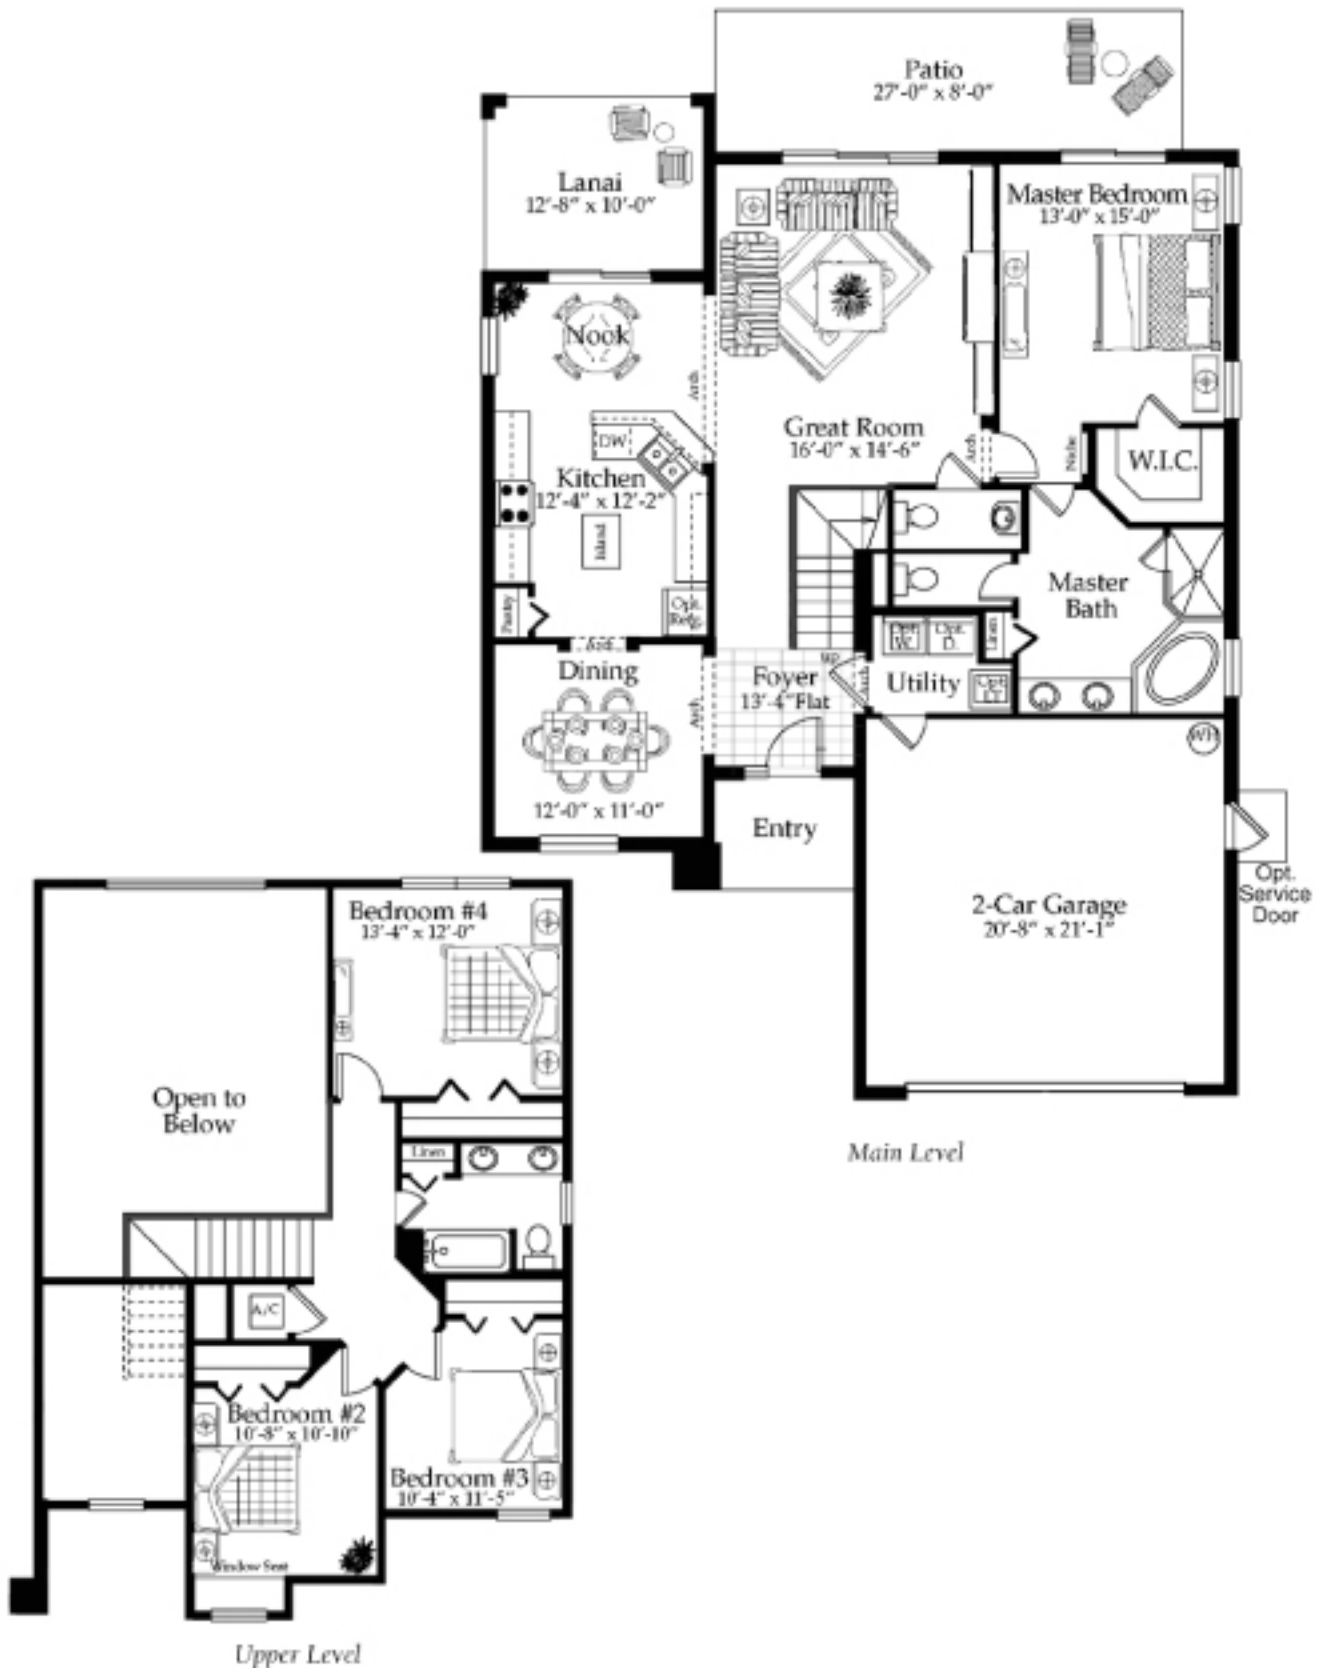 Patio
27'-0" x 8'-0"
Lanai
12'-8" x 10'-0"
Master Bedroom
13'-0" x 15'-0"
Nook
Arch
Great Room
16'-0" x 14'-6"
Arch
Niche
W.I.C.
DW
Kitchen
12'-4" x 12'-2"
Island
Pantry
Opt.
Refg.
Master
Bath
Linen
Opt.
W.
Opt.
D.
Arch
Dining
Arch
Foyer
13'-4" Flat
Arch
Utility
Opt
LT
WH
12'-0" x 11'-0"
Entry
2-Car Garage
20'-8" x 21'-1"
Opt.
Service
Door
Main Level
Bedroom #4
13'-4" x 12'-0"
Open to
Below
Linen
A/C
Bedroom #2
10'-8" x 10'-10"
Bedroom #3
10'-4" x 11'-5"
Window Seat
Upper Level